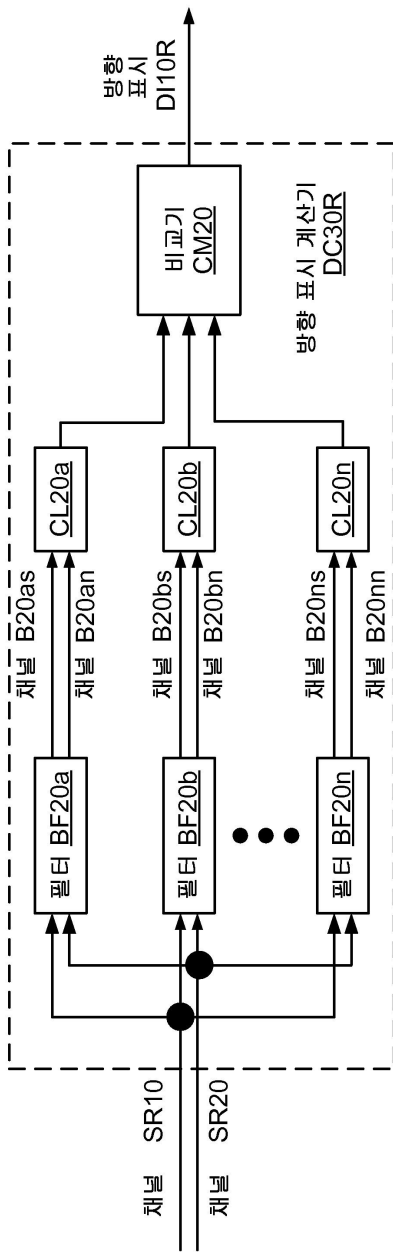 채널 SR10
채널 SR20
필터 BF20a
필터 BF20b
필터 BF20n
채널 B20as
채널 B20an
채널 B20bs
채널 B20bn
채널 B20ns
채널 B20nn
CL20a
CL20b
CL20n
비교기
CM20
방향 표시 계산기
DC30R
방향
표시
DI10R